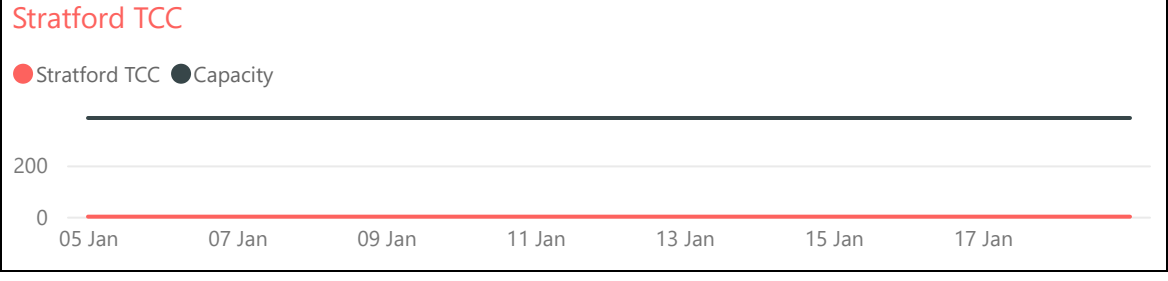 Stratford TCC
Stratford TCC Capacity
200
0
05 Jan 07 Jan 09 Jan 11 Jan 13 Jan 15 Jan 17 Jan